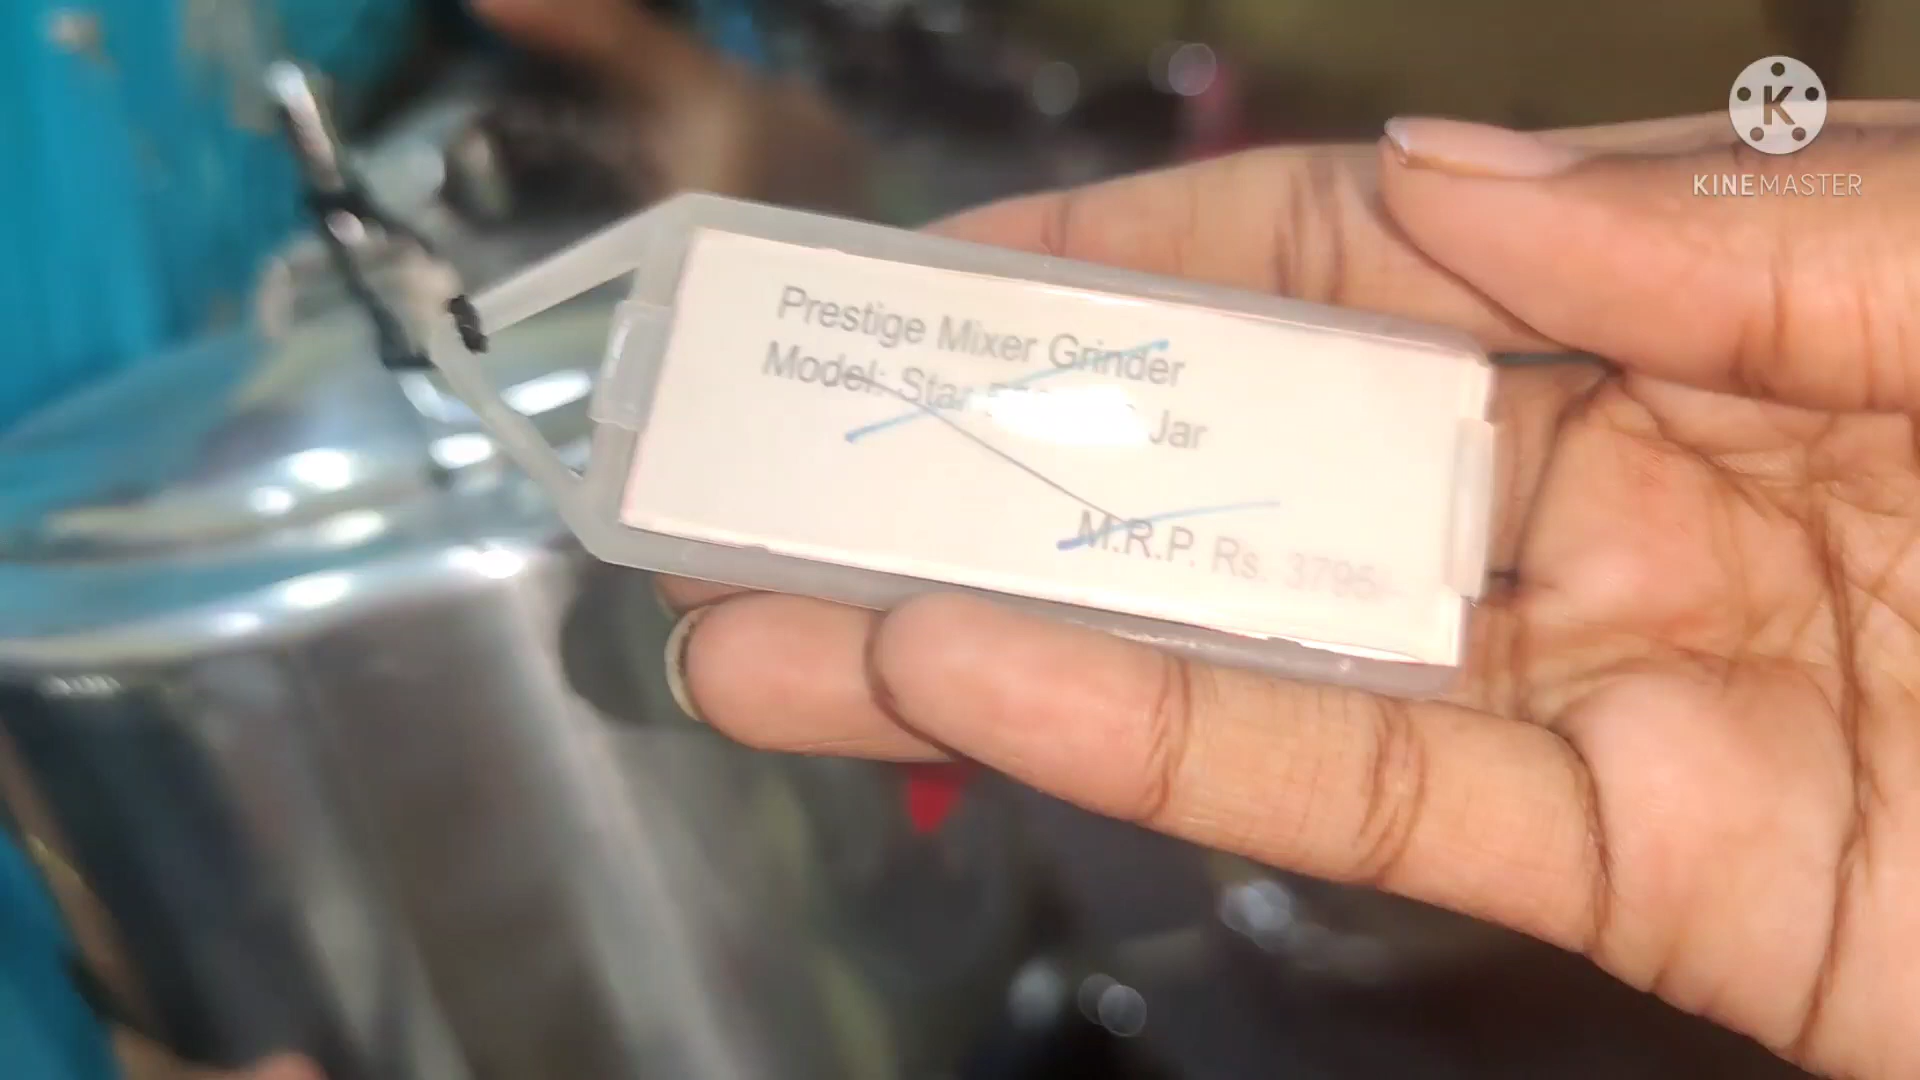 Prestige Mixer Grinder
Model: Star Jar
M.R.P. Rs. 3795/-
K
KINEMASTER